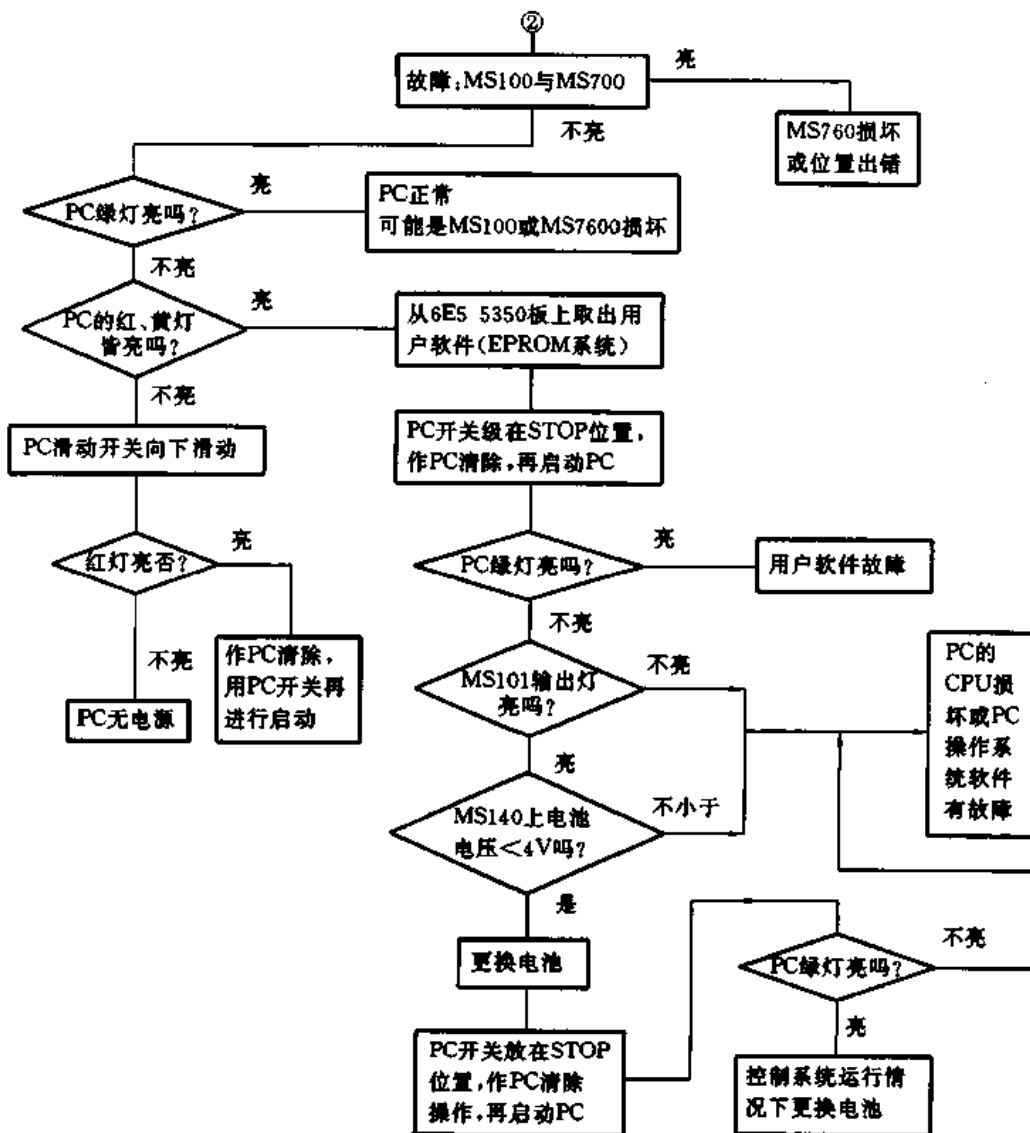 ②
故障:MS100与MS700
亮
不亮
MS760损坏
或位置出错
PC绿灯亮吗?
亮
PC正常
可能是MS100或MS7600损坏
不亮
PC的红、黄灯
皆亮吗?
亮
从6E5 5350板上取出用
户软件(EPROM系统)
不亮
PC滑动开关向下滑动
PC开关级在STOP位置,
作PC清除,再启动PC
红灯亮否?
亮
不亮
PC无电源
作PC清除,
用PC开关再
进行启动
PC绿灯亮吗?
亮
用户软件故障
不亮
MS101输出灯
亮吗?
不亮
PC的
CPU损
坏或PC
操作系
统软件
有故障
亮
MS140上电池
电压<4V吗?
不小于
是
更换电池
PC开关放在STOP
位置,作PC清除
操作,再启动PC
PC绿灯亮吗?
不亮
亮
控制系统运行情
况下更换电池